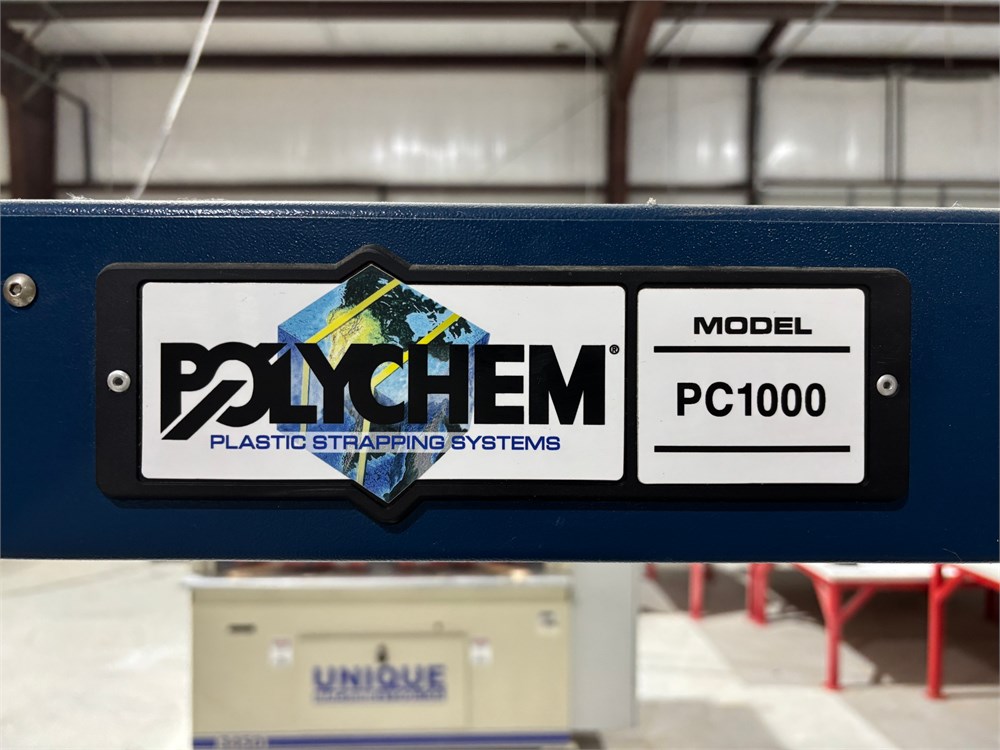 POLYCHEM®
PLASTIC STRAPPING SYSTEMS
MODEL
PC1000
UNIQUE